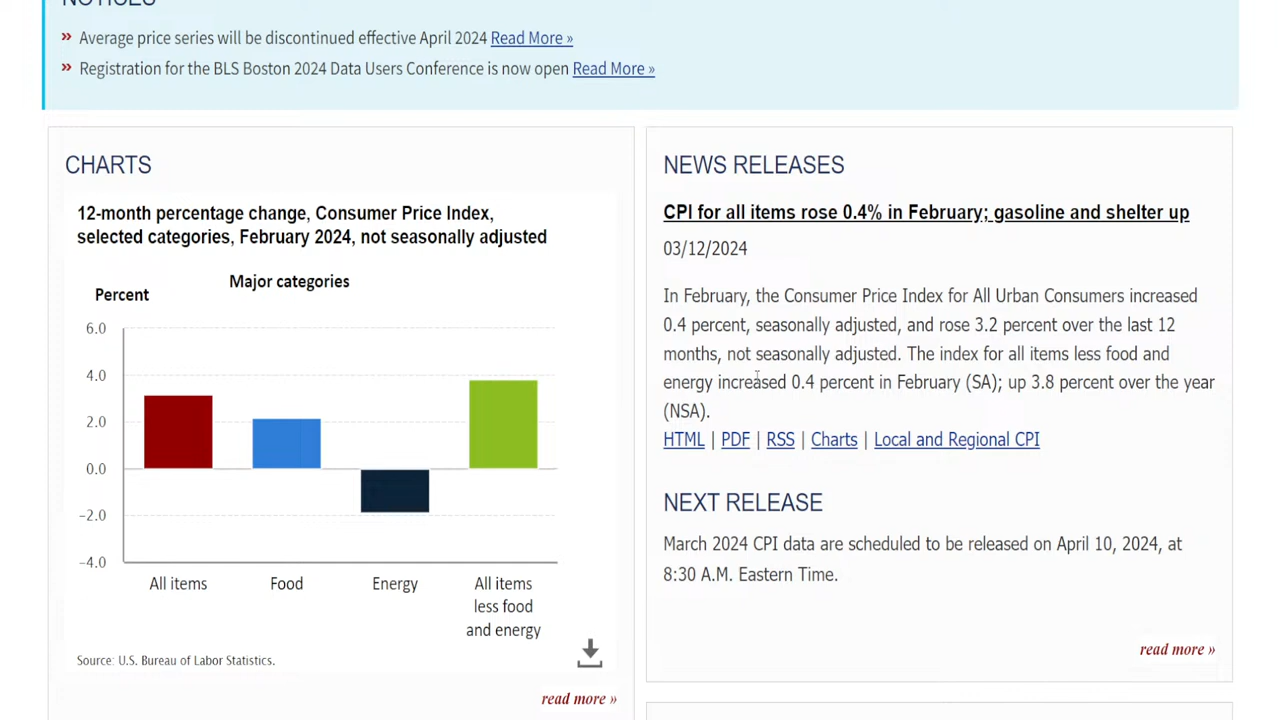 NOTICES
Average price series will be discontinued effective April 2024 Read More »
Registration for the BLS Boston 2024 Data Users Conference is now open Read More »
CHARTS
12-month percentage change, Consumer Price Index,
selected categories, February 2024, not seasonally adjusted
Major categories
Percent
6.0
4.0
2.0
0.0
−2.0
−4.0
All items
Food
Energy
All items
less food
and energy
Source: U.S. Bureau of Labor Statistics.
read more »
NEWS RELEASES
CPI for all items rose 0.4% in February; gasoline and shelter up
03/12/2024
In February, the Consumer Price Index for All Urban Consumers increased
0.4 percent, seasonally adjusted, and rose 3.2 percent over the last 12
months, not seasonally adjusted. The index for all items less food and
energy increased 0.4 percent in February (SA); up 3.8 percent over the year
(NSA).
HTML | PDF | RSS | Charts | Local and Regional CPI
NEXT RELEASE
March 2024 CPI data are scheduled to be released on April 10, 2024, at
8:30 A.M. Eastern Time.
read more »